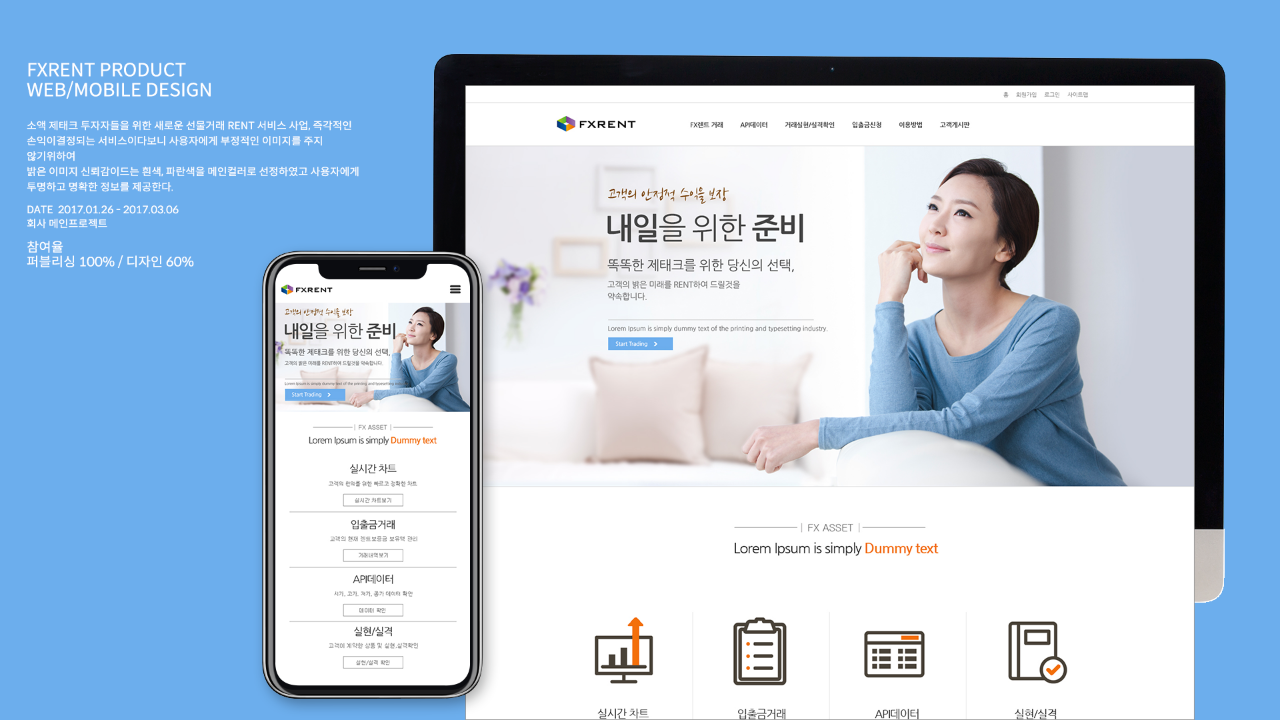 FXRENT PRODUCT
WEB/MOBILE DESIGN
소액 제태크 투자자들을 위한 새로운 선물거래 RENT 서비스 사업, 즉각적인
손익이결정되는 서비스이다보니 사용자에게 부정적인 이미지를 주지
않기위하여
밝은 이미지 신뢰감이드는 흰색, 파란색을 메인컬러로 선정하였고 사용자에게
투명하고 명확한 정보를 제공한다.
DATE 2017.01.26 - 2017.03.06
회사 메인프로젝트
참여율
퍼블리싱 100% / 디자인 60%
홈 회원가입 로그인 사이트맵
FXRENT
FX렌트 거래 API데이터 거래실현/실격확인 입출금신청 이용방법 고객게시판
고객의 안정적 수익을 보장
내일을 위한 준비
똑똑한 제태크를 위한 당신의 선택,
고객의 밝은 미래를 RENT하여 드릴것을
약속합니다.
Lorem Ipsum is simply dummy text of the printing and typesetting industry.
Start Trading
FX ASSET
Lorem Ipsum is simply Dummy text
실시간 차트
입출금거래
API데이터
실현/실격
FXRENT
고객의 안정적 수익을 보장
내일을 위한 준비
똑똑한 제태크를 위한 당신의 선택,
고객의 밝은 미래를 RENT하여 드릴것을 약속합니다.
Lorem Ipsum is simply dummy text of the printing and typesetting
Start Trading
FX ASSET
Lorem Ipsum is simply Dummy text
실시간 차트
고객의 편의를 위한 빠르고 정확한 차트
실시간 차트보기
입출금거래
고객의 현재 렌트보증금 보유액 관리
거래내역보기
API데이터
시가, 고가, 저가, 종가 데이터 확인
데이터 확인
실현/실격
고객이 계약한 상품 및 실현,실격확인
실현/실격 확인